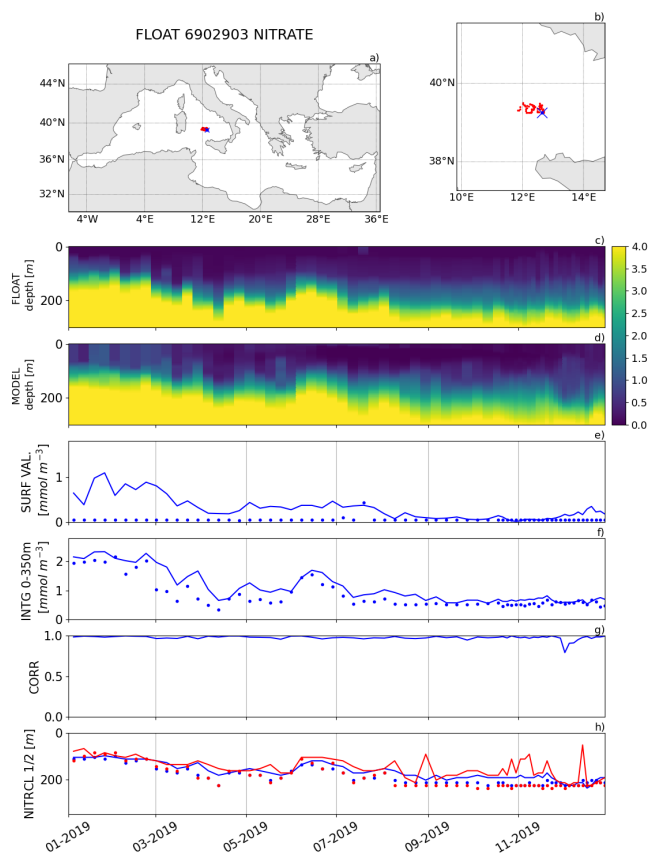 FLOAT 6902903 NITRATE
a)
44°N
40°N
36°N
32°N
4°W
4°E
12°E
20°E
28°E
36°E
b)
40°N
38°N
10°E
12°E
14°E
c)
0
200
FLOAT
depth [m]
4.0
3.5
3.0
2.5
2.0
1.5
1.0
0.5
0.0
d)
0
200
MODEL
depth [m]
e)
1
0
SURF VAL.
[mmol m⁻³]
f)
2
1
0
INTG 0-350m
[mmol m⁻³]
g)
1.0
0.5
0.0
CORR
h)
0
200
NITRCL 1/2 [m]
01-2019
03-2019
05-2019
07-2019
09-2019
11-2019